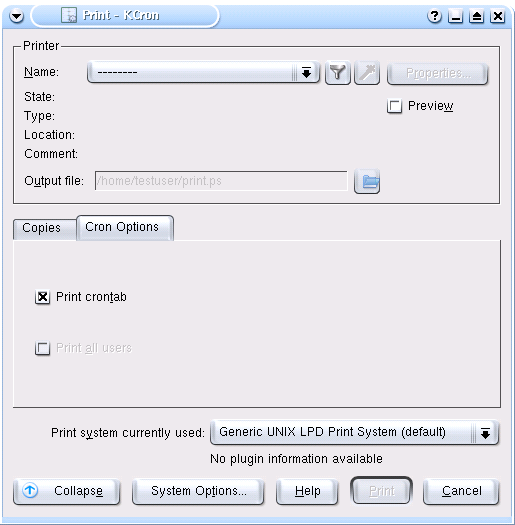 Print - KCron
Printer
Name: --------
Properties...
State:
Preview
Type:
Location:
Comment:
Output file: /home/testuser/print.ps
Copies Cron Options
Print crontab
Print all users
Print system currently used: Generic UNIX LPD Print System (default)
No plugin information available
Collapse System Options... Help Print Cancel